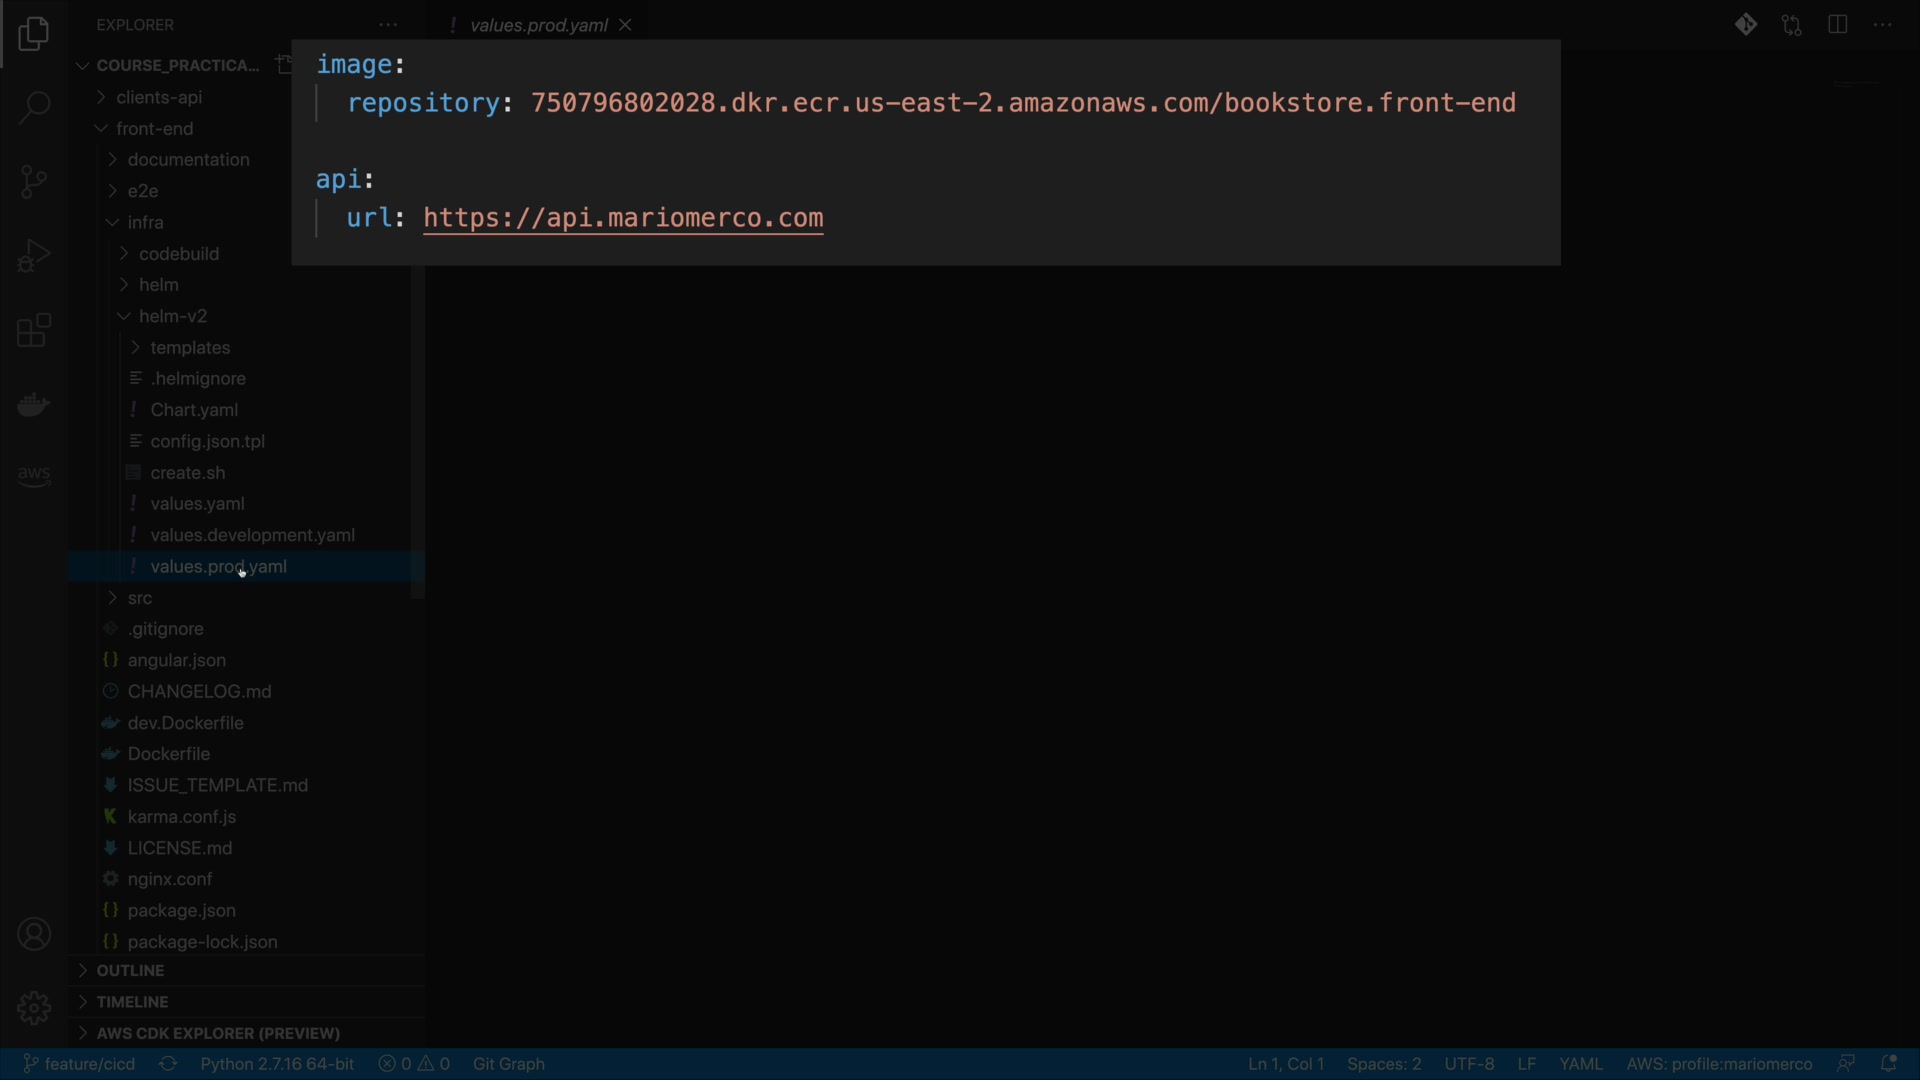 EXPLORER
values.prod.yaml
COURSE_PRACTICA...
image:
repository: 750796802028.dkr.ecr.us-east-2.amazonaws.com/bookstore.front-end
api:
url: https://api.mariomerco.com
clients-api
front-end
documentation
e2e
infra
codebuild
helm
helm-v2
templates
.helmignore
Chart.yaml
config.json.tpl
create.sh
values.yaml
values.development.yaml
values.prod.yaml
src
.gitignore
angular.json
CHANGELOG.md
dev.Dockerfile
Dockerfile
ISSUE_TEMPLATE.md
karma.conf.js
LICENSE.md
nginx.conf
package.json
package-lock.json
OUTLINE
TIMELINE
AWS CDK EXPLORER (PREVIEW)
aws
feature/cicd Python 2.7.16 64-bit 0 0 Git Graph Ln 1, Col 1 Spaces: 2 UTF-8 LF YAML AWS: profile:mariomerco